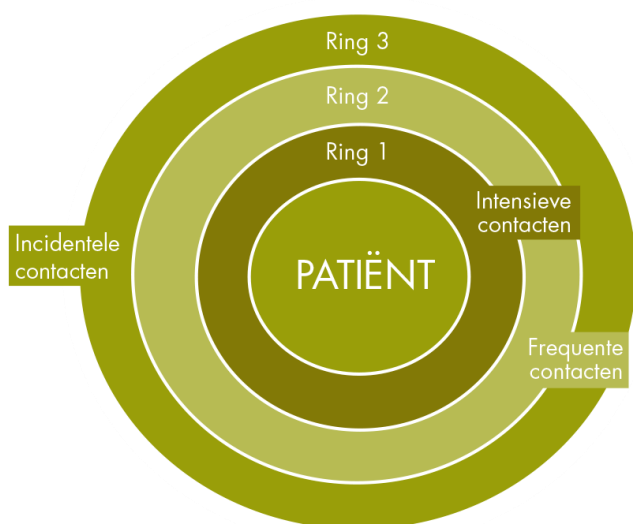 Ring 3
Ring 2
Ring 1
Intensieve
contacten
Incidentele
contacten
PATIËNT
Frequente
contacten